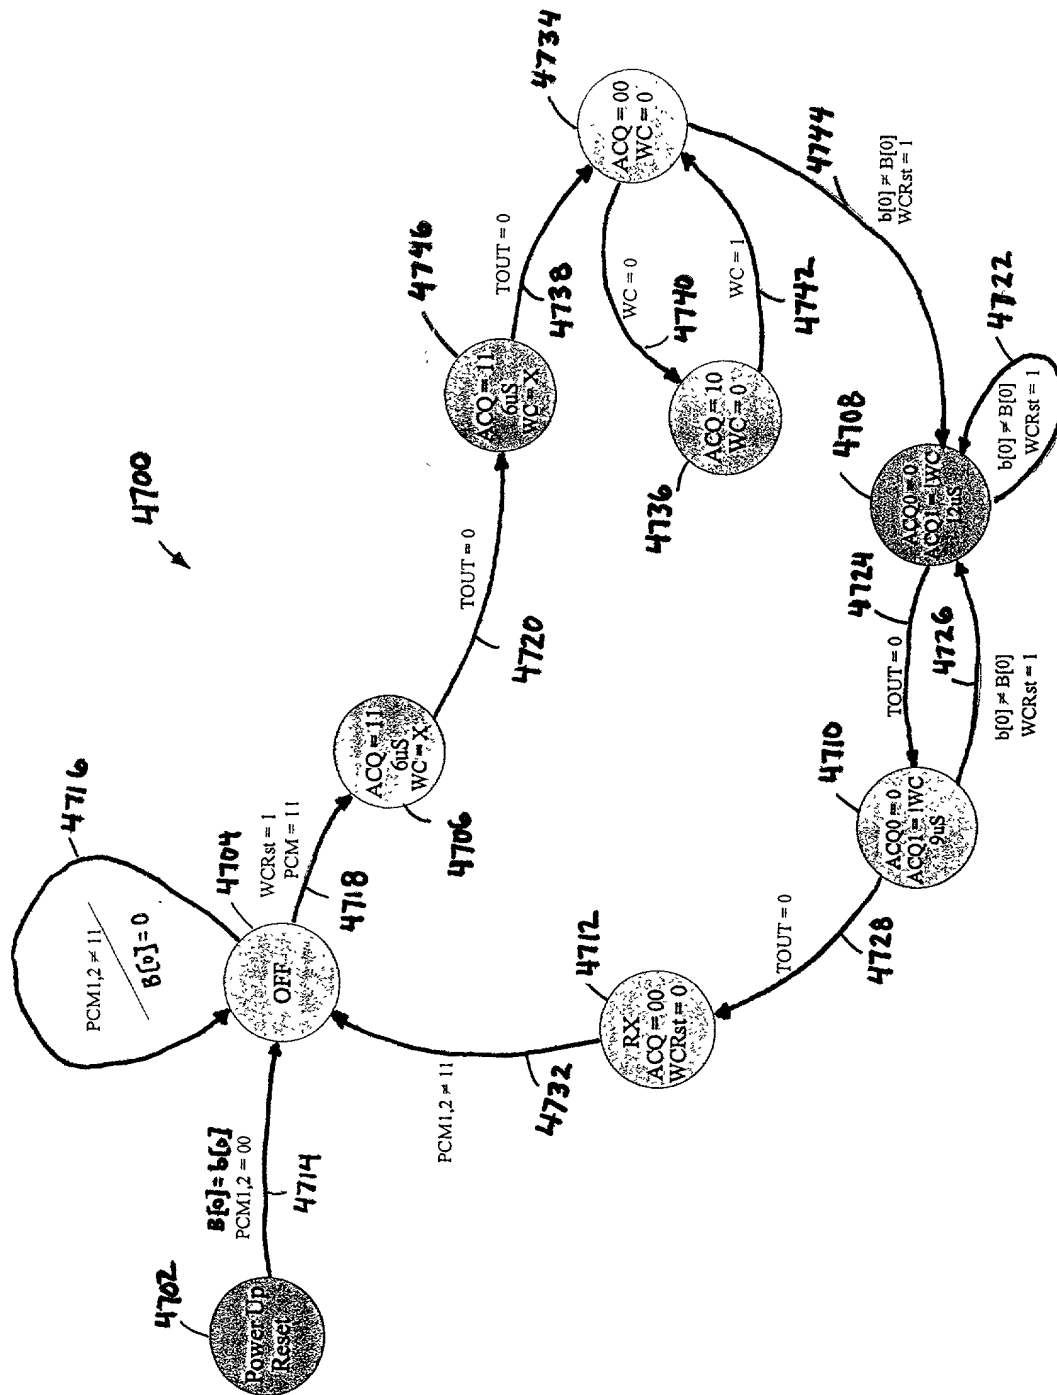 4700
4702
Power Up
Reset
B[0]=b[0]
PCM1,2 = 00
4714
4716
PCM1,2 ≠ 11
B[0]=0
4704
OFF
WCRst = 1
PCM = 11
4718
ACQ = 11
6uS
WC = X
4706
TOUT = 0
4720
4746
ACQ = 11
6uS
WC = X
TOUT = 0
4738
4734
ACQ = 00
WC = 0
WC = 0
4740
WC = 1
4742
ACQ = 10
WC = 0
4736
4744
b[0] ≠ B[0]
WCRst = 1
4708
ACQ0 = 0
ACQ1 = !WC
12uS
4722
b[0] ≠ B[0]
WCRst = 1
4724
TOUT = 0
4726
b[0] ≠ B[0]
WCRst = 1
4710
ACQ0 = 0
ACQ1 = !WC
9uS
TOUT = 0
4728
4712
RX
ACQ = 00
WCRst = 0
PCM1,2 ≠ 11
4732